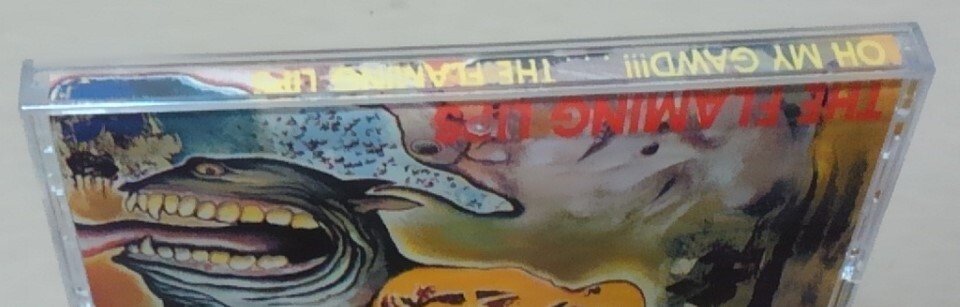 OH MY GAWD!!! ... THE FLAMING LIPS
THE FLAMING LIPS